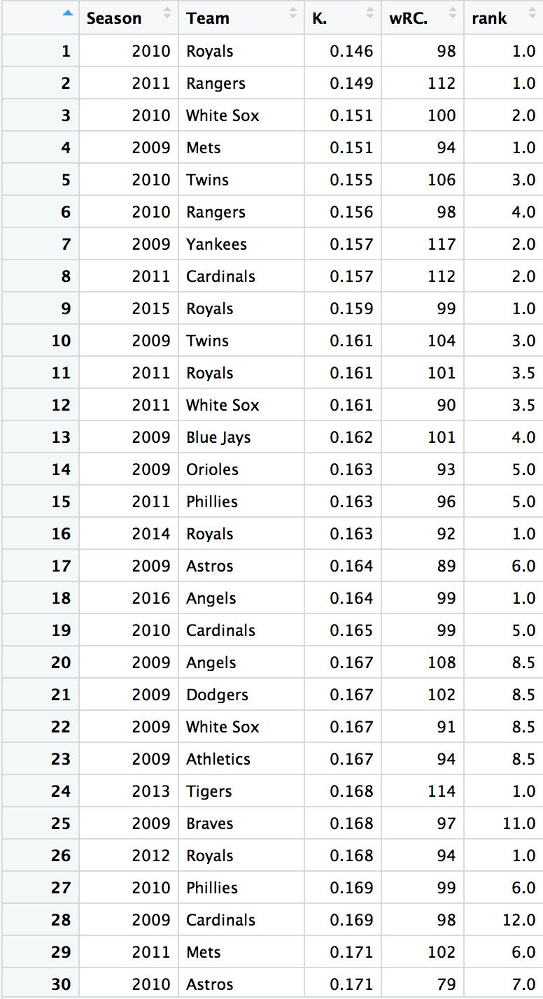 Season Team K. wRC. rank
1 2010 Royals 0.146 98 1.0
2 2011 Rangers 0.149 112 1.0
3 2010 White Sox 0.151 100 2.0
4 2009 Mets 0.151 94 1.0
5 2010 Twins 0.155 106 3.0
6 2010 Rangers 0.156 98 4.0
7 2009 Yankees 0.157 117 2.0
8 2011 Cardinals 0.157 112 2.0
9 2015 Royals 0.159 99 1.0
10 2009 Twins 0.161 104 3.0
11 2011 Royals 0.161 101 3.5
12 2011 White Sox 0.161 90 3.5
13 2009 Blue Jays 0.162 101 4.0
14 2009 Orioles 0.163 93 5.0
15 2011 Phillies 0.163 96 5.0
16 2014 Royals 0.163 92 1.0
17 2009 Astros 0.164 89 6.0
18 2016 Angels 0.164 99 1.0
19 2010 Cardinals 0.165 99 5.0
20 2009 Angels 0.167 108 8.5
21 2009 Dodgers 0.167 102 8.5
22 2009 White Sox 0.167 91 8.5
23 2009 Athletics 0.167 94 8.5
24 2013 Tigers 0.168 114 1.0
25 2009 Braves 0.168 97 11.0
26 2012 Royals 0.168 94 1.0
27 2010 Phillies 0.169 99 6.0
28 2009 Cardinals 0.169 98 12.0
29 2011 Mets 0.171 102 6.0
30 2010 Astros 0.171 79 7.0